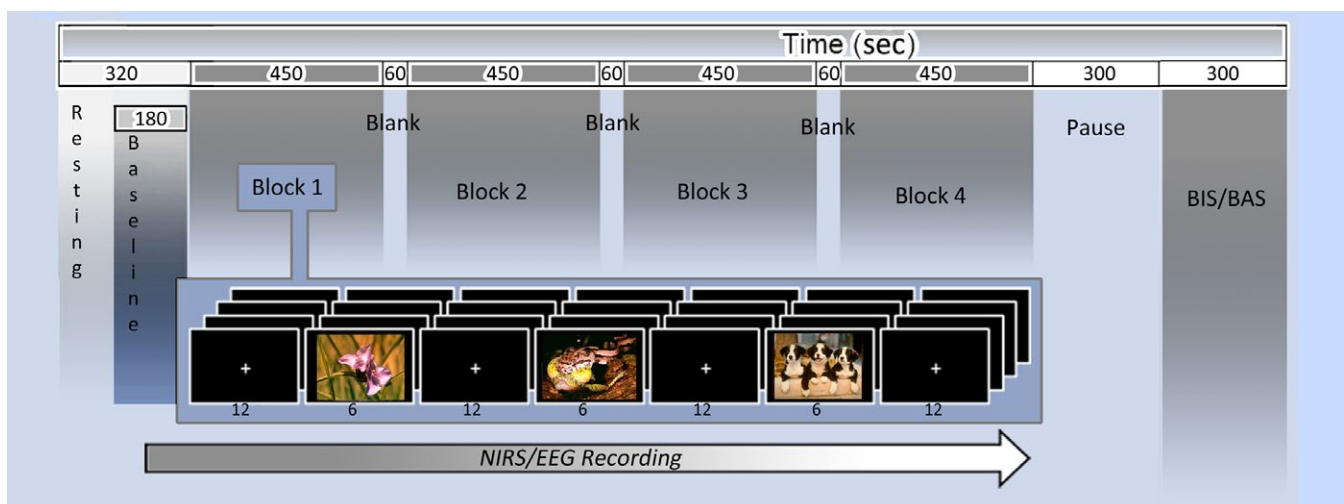 Time (sec)
320 450 60 450 60 450 60 450 300 300
Resting
180
Baseline
Blank Blank Blank Pause
Block 1 Block 2 Block 3 Block 4 BIS/BAS
+ + + +
12 6 12 6 12 6 12
NIRS/EEG Recording